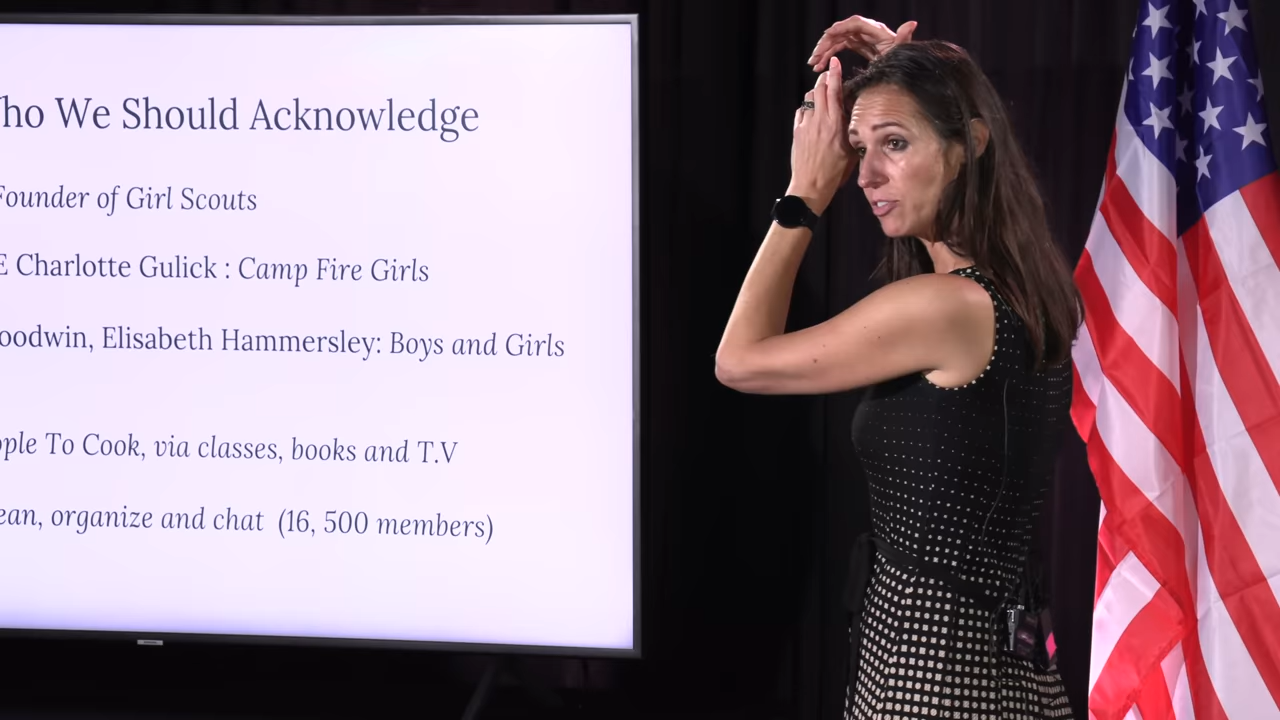 ho We Should Acknowledge
Founder of Girl Scouts
E Charlotte Gulick : Camp Fire Girls
oodwin, Elisabeth Hammersley: Boys and Girls
ple To Cook, via classes, books and T.V
ean, organize and chat (16, 500 members)